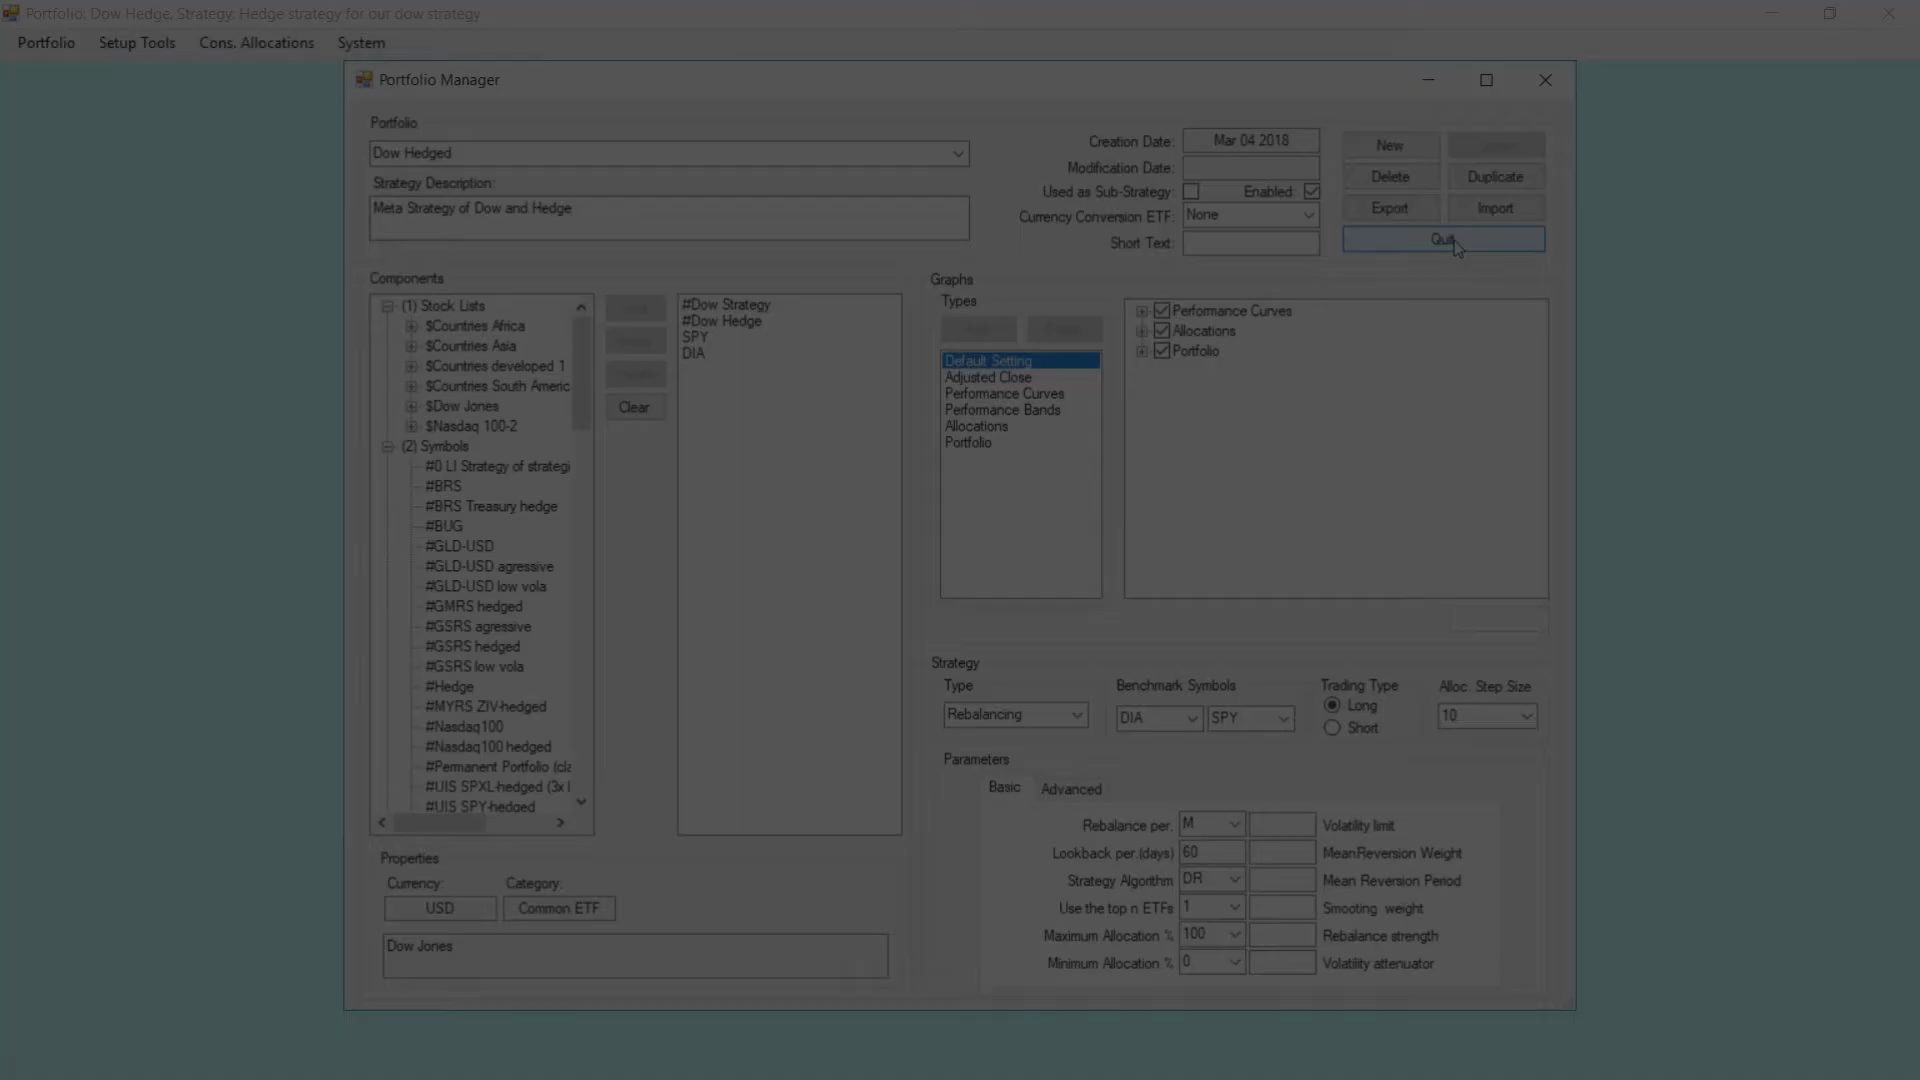 Portfolio: Dow Hedge, Strategy: Hedge strategy for our dow strategy
Portfolio Setup Tools Cons. Allocations System
Portfolio Manager
Portfolio
Dow Hedged
Strategy Description:
Meta Strategy of Dow and Hedge
Creation Date: Mar 04 2018
Modification Date:
Used as Sub-Strategy: Enabled:
Currency Conversion ETF: None
Short Text:
New
Delete Duplicate
Export Import
Quit
Components
(1) Stock Lists
$Countries Africa
$Countries Asia
$Countries developed 1
$Countries South Americ
$Dow Jones
$Nasdaq 100-2
(2) Symbols
#0 LI Strategy of strategi
#BRS
#BRS Treasury hedge
#BUG
#GLD-USD
#GLD-USD agressive
#GLD-USD low vola
#GMRS hedged
#GSRS agressive
#GSRS hedged
#GSRS low vola
#Hedge
#MYRS ZIV-hedged
#Nasdaq100
#Nasdaq100 hedged
#Permanent Portfolio (cla
#UIS SPXL-hedged (3x l
#UIS SPY-hedged
Clear
#Dow Strategy
#Dow Hedge
SPY
DIA
Properties
Currency: Category:
USD Common ETF
Dow Jones
Graphs
Types
Default Setting
Adjusted Close
Performance Curves
Performance Bands
Allocations
Portfolio
Performance Curves
Allocations
Portfolio
Strategy
Type Benchmark Symbols Trading Type Alloc. Step Size
Rebalancing DIA SPY Long 10
Short
Parameters
Basic Advanced
Rebalance per. M Volatility limit
Lookback per.(days) 60 MeanReversion Weight
Strategy Algorithm DR Mean Reversion Period
Use the top n ETFs 1 Smooting weight
Maximum Allocation % 100 Rebalance strength
Minimum Allocation % 0 Volatility attenuator